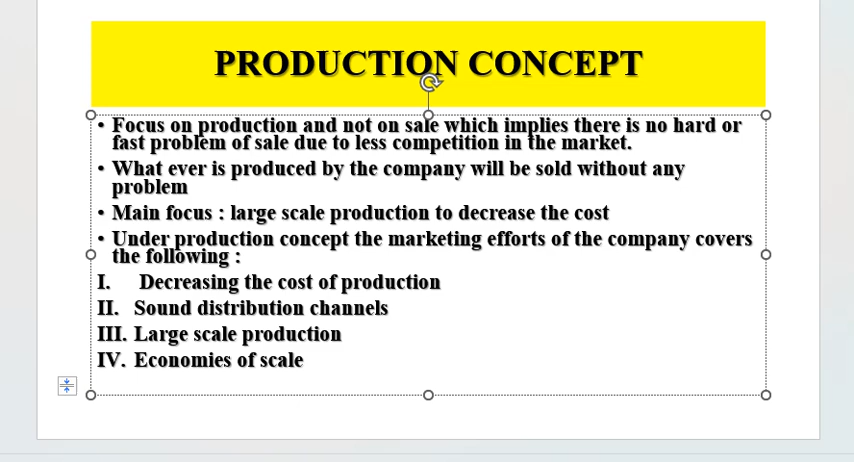 PRODUCTION CONCEPT
• Focus on production and not on sale which implies there is no hard or
fast problem of sale due to less competition in the market.
• What ever is produced by the company will be sold without any
problem
• Main focus : large scale production to decrease the cost
• Under production concept the marketing efforts of the company covers
the following :
I. Decreasing the cost of production
II. Sound distribution channels
III. Large scale production
IV. Economies of scale